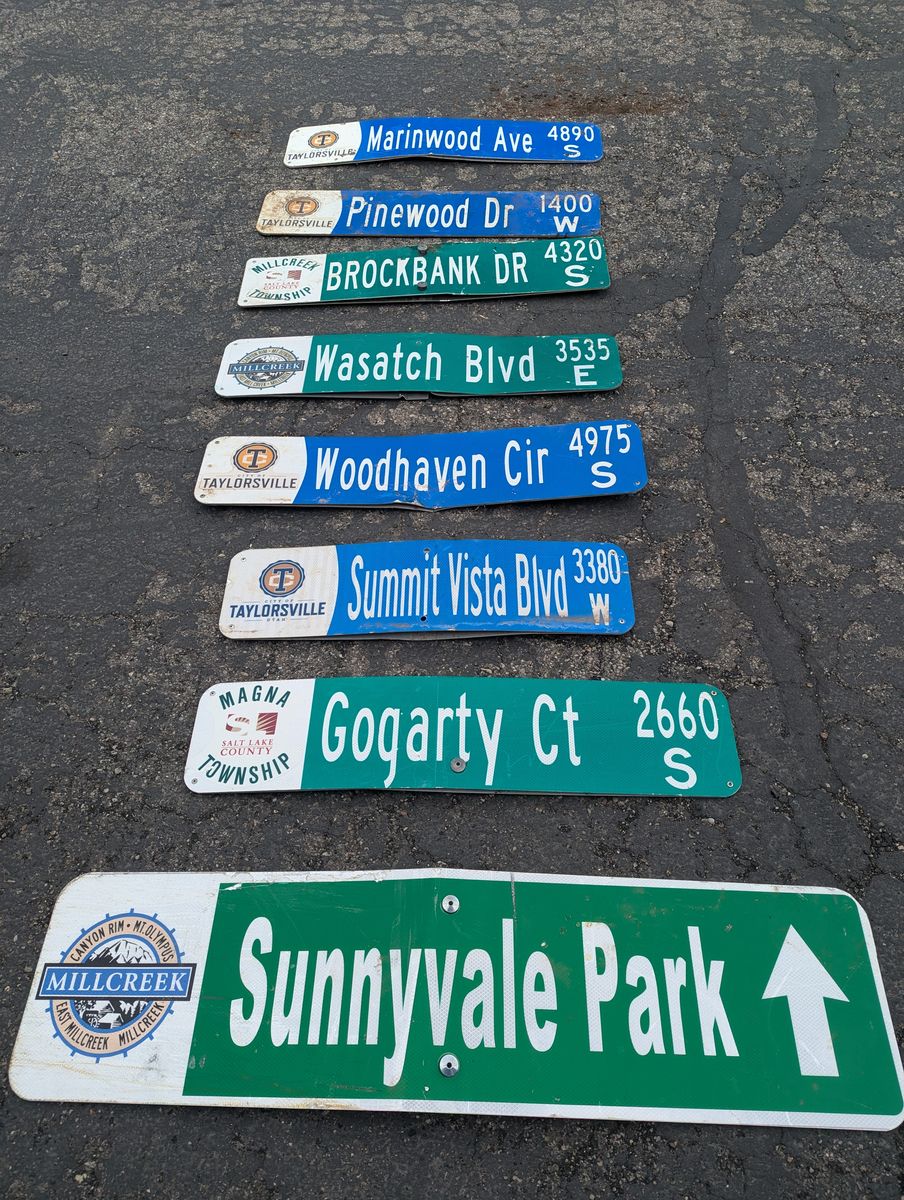 TAYLORSVILLE
Marinwood Ave
4890
S
TAYLORSVILLE
Pinewood Dr
1400
W
MILLCREEK
SALT LAKE
COUNTY
TOWNSHIP
BROCKBANK DR
4320
S
MILLCREEK
Wasatch Blvd
3535
E
CITY OF
TAYLORSVILLE
Woodhaven Cir
4975
S
CITY OF
TAYLORSVILLE
UTAH
Summit Vista Blvd
3380
W
MAGNA
SALT LAKE
COUNTY
TOWNSHIP
Gogarty Ct
2660
S
CANYON RIM • MT. OLYMPUS
MILLCREEK
EAST MILLCREEK MILLCREEK
Sunnyvale Park